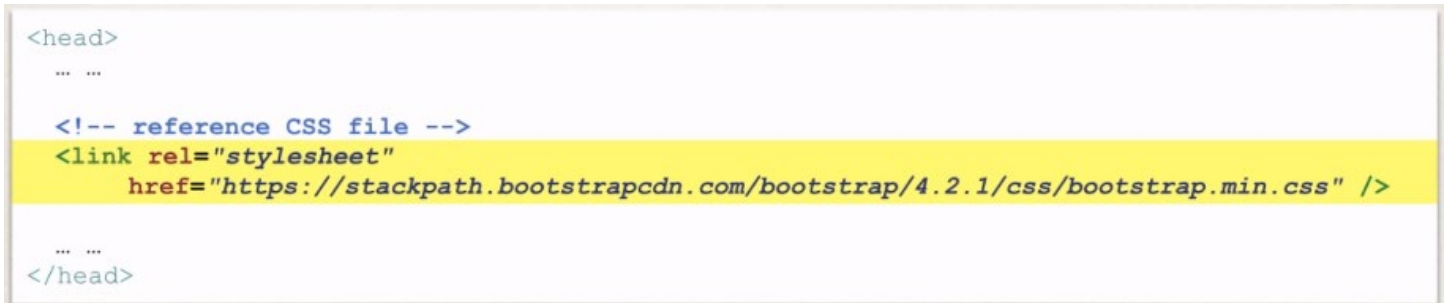 <head>
… …
<!-- reference CSS file -->
<link rel="stylesheet"
href="https://stackpath.bootstrapcdn.com/bootstrap/4.2.1/css/bootstrap.min.css" />
… …
</head>